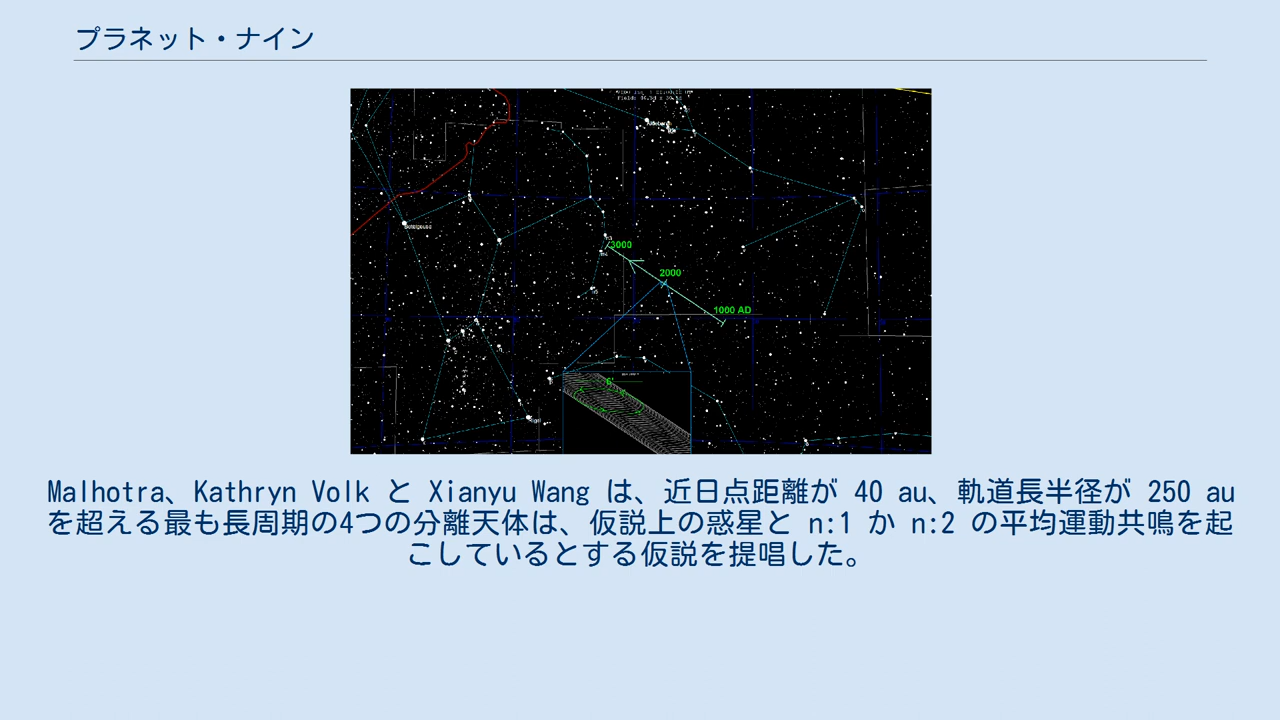 プラネット・ナイン
3000
2000
1000 AD
6'
Malhotra、Kathryn Volk と Xianyu Wang は、近日点距離が 40 au、軌道長半径が 250 au
を超える最も長周期の4つの分離天体は、仮説上の惑星と n:1 か n:2 の平均運動共鳴を起
こしているとする仮説を提唱した。